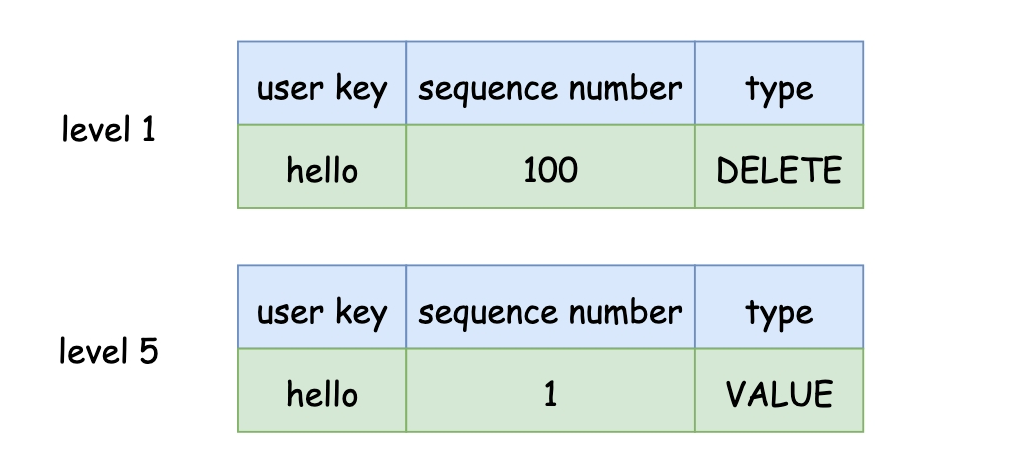 user key sequence number type
level 1
hello 100 DELETE
user key sequence number type
level 5
hello 1 VALUE